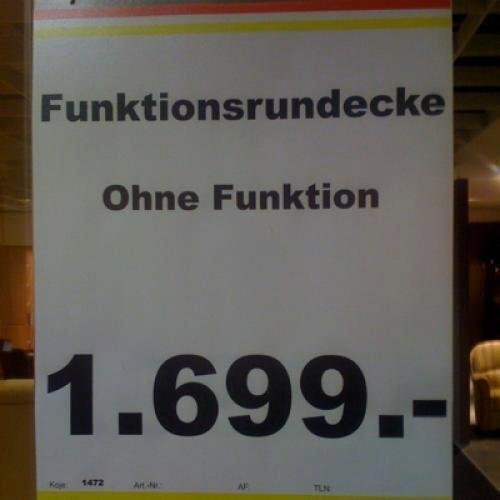 Funktionsrundecke
Ohne Funktion
1.699.-
Koje: 1472 Art.-Nr.: AF: TLN: